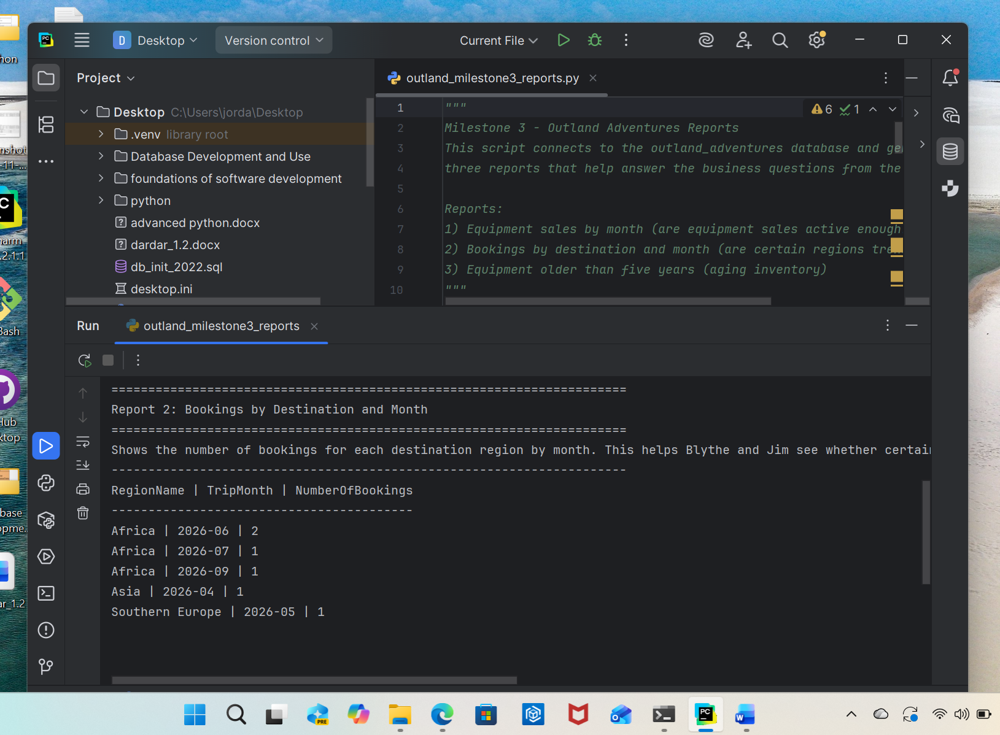 PC
D
Desktop
Version control
Current File
Project
outland_milestone3_reports.py
Desktop C:\Users\jorda\Desktop
.venv library root
Database Development and Use
foundations of software development
python
advanced python.docx
dardar_1.2.docx
db_init_2022.sql
desktop.ini
6
1
1 """
2 Milestone 3 - Outland Adventures Reports
3 This script connects to the outland_adventures database and ge
4 three reports that help answer the business questions from the
5
6 Reports:
7 1) Equipment sales by month (are equipment sales active enough
8 2) Bookings by destination and month (are certain regions tre
9 3) Equipment older than five years (aging inventory)
10 """
Run
outland_milestone3_reports
======================================================================
Report 2: Bookings by Destination and Month
======================================================================
Shows the number of bookings for each destination region by month. This helps Blythe and Jim see whether certain
----------------------------------------------------------------------
RegionName | TripMonth | NumberOfBookings
-----------------------------------------
Africa | 2026-06 | 2
Africa | 2026-07 | 1
Africa | 2026-09 | 1
Asia | 2026-04 | 1
Southern Europe | 2026-05 | 1
hon
nshot
-11-...
C
arm
.2.1.1
Bash
Hub
ktop
base
opme...
ar_1.2
PRE
O
PC
W